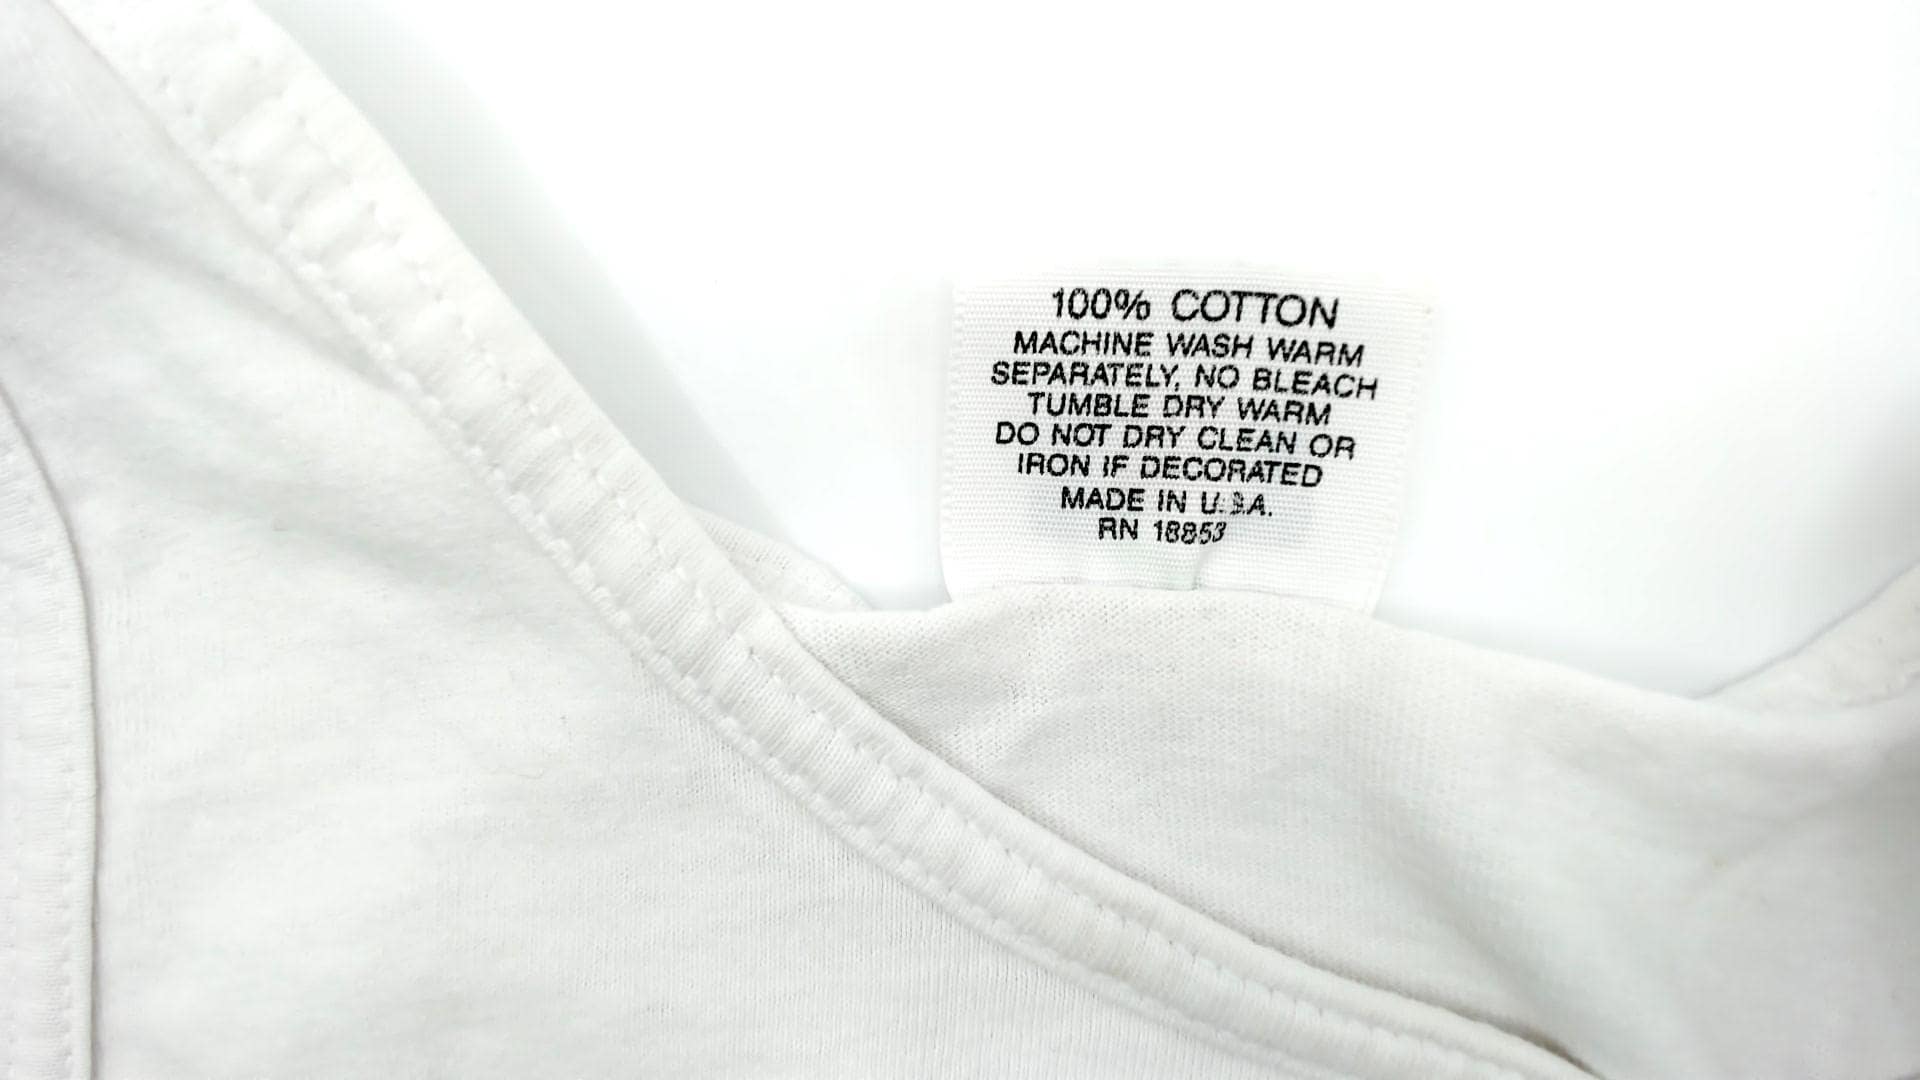 100% COTTON
MACHINE WASH WARM
SEPARATELY, NO BLEACH
TUMBLE DRY WARM
DO NOT DRY CLEAN OR
IRON IF DECORATED
MADE IN U.S.A.
RN 18853